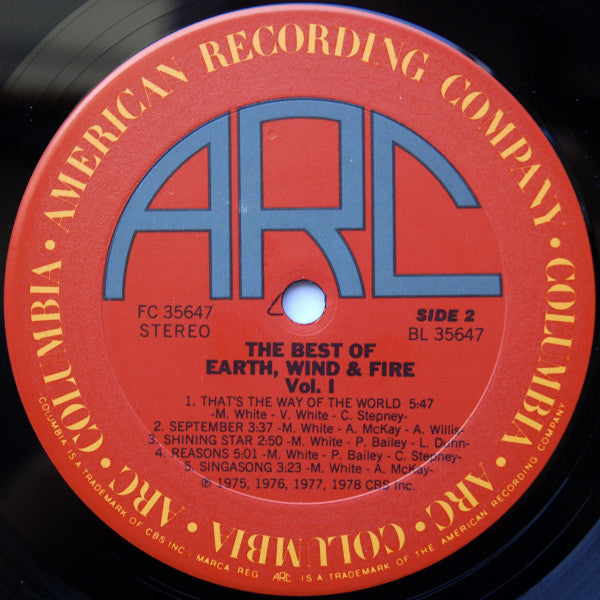 AMERICAN RECORDING COMPANY • COLUMBIA • ARC • COLUMBIA • ARC • COLUMBIA •
ARC
FC 35647
STEREO
SIDE 2
BL 35647
THE BEST OF
EARTH, WIND & FIRE
Vol. I
1. THAT'S THE WAY OF THE WORLD 5:47
-M. White - V. White - C. Stepney-
2. SEPTEMBER 3:37 -M. White - A. McKay - A. Willis-
3. SHINING STAR 2:50 -M. White - P. Bailey - L. Dunn-
4. REASONS 5:01 -M. White - P. Bailey - C. Stepney-
5. SINGASONG 3:23 -M. White - A. McKay-
℗ 1975, 1976, 1977, 1978 CBS Inc.
COLUMBIA IS A TRADEMARK OF CBS INC. MARCA REG. ARC IS A TRADEMARK OF THE AMERICAN RECORDING COMPANY